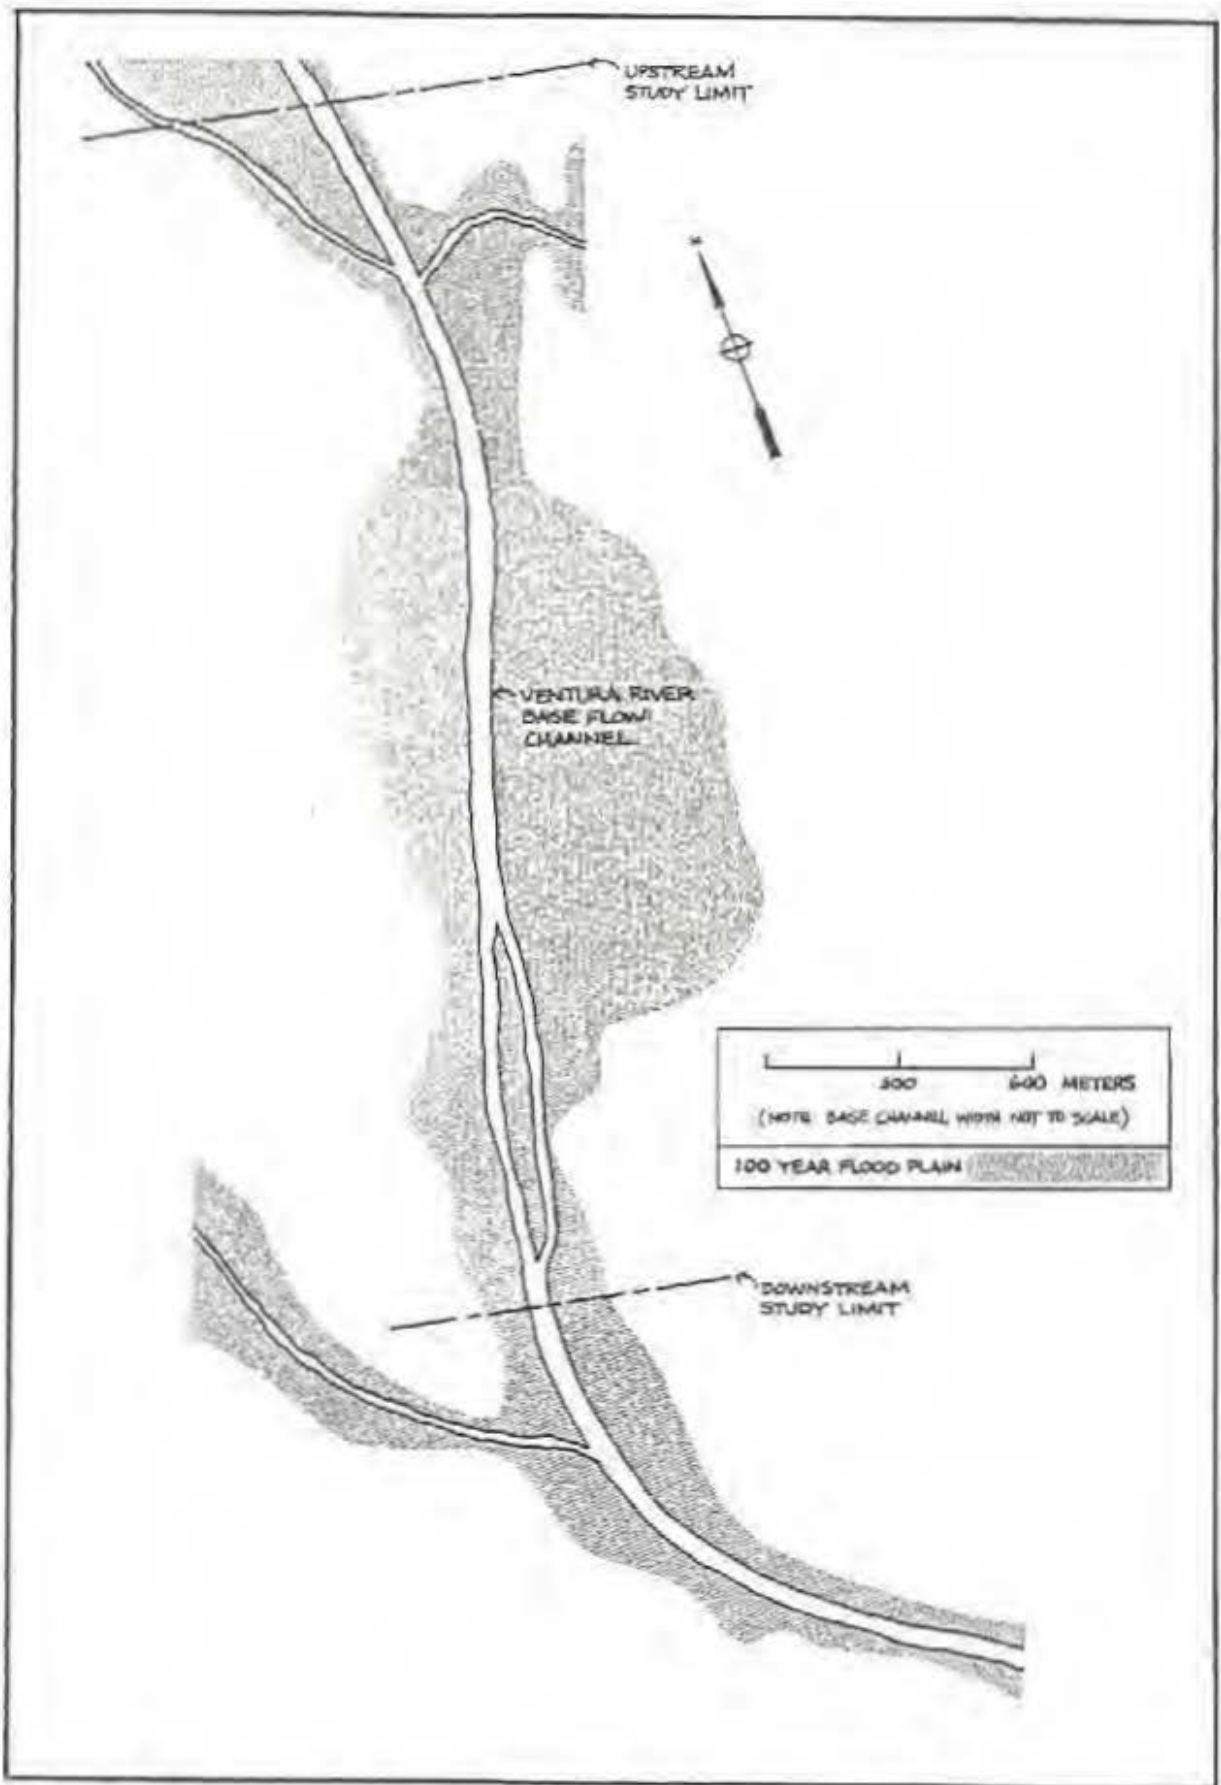 UPSTREAM
STUDY LIMIT
VENTURA RIVER
BASE FLOW
CHANNEL
300 600 METERS
(NOTE: BASE CHANNEL WIDTH NOT TO SCALE)
100 YEAR FLOOD PLAIN
DOWNSTREAM
STUDY LIMIT